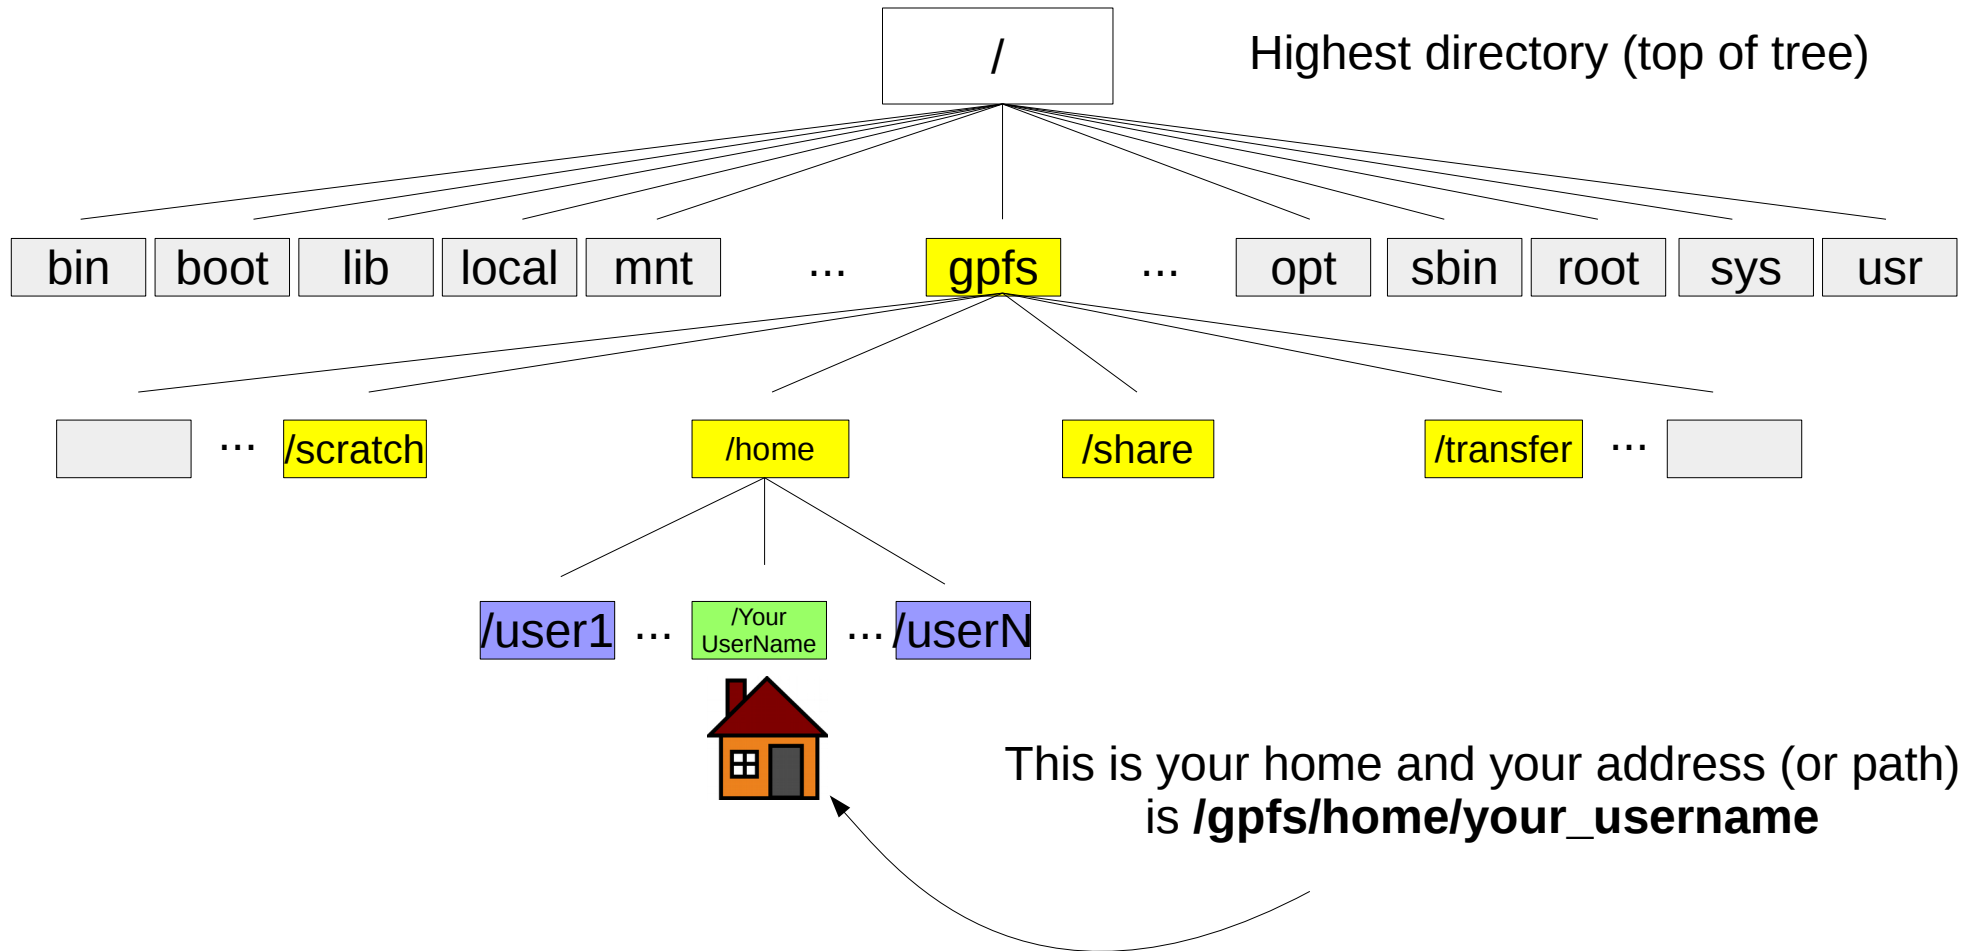 /
Highest directory (top of tree)
bin boot lib local mnt ... gpfs ... opt sbin root sys usr
... /scratch /home /share /transfer ...
/user1 ... /Your UserName ... /userN
This is your home and your address (or path)
is /gpfs/home/your_username